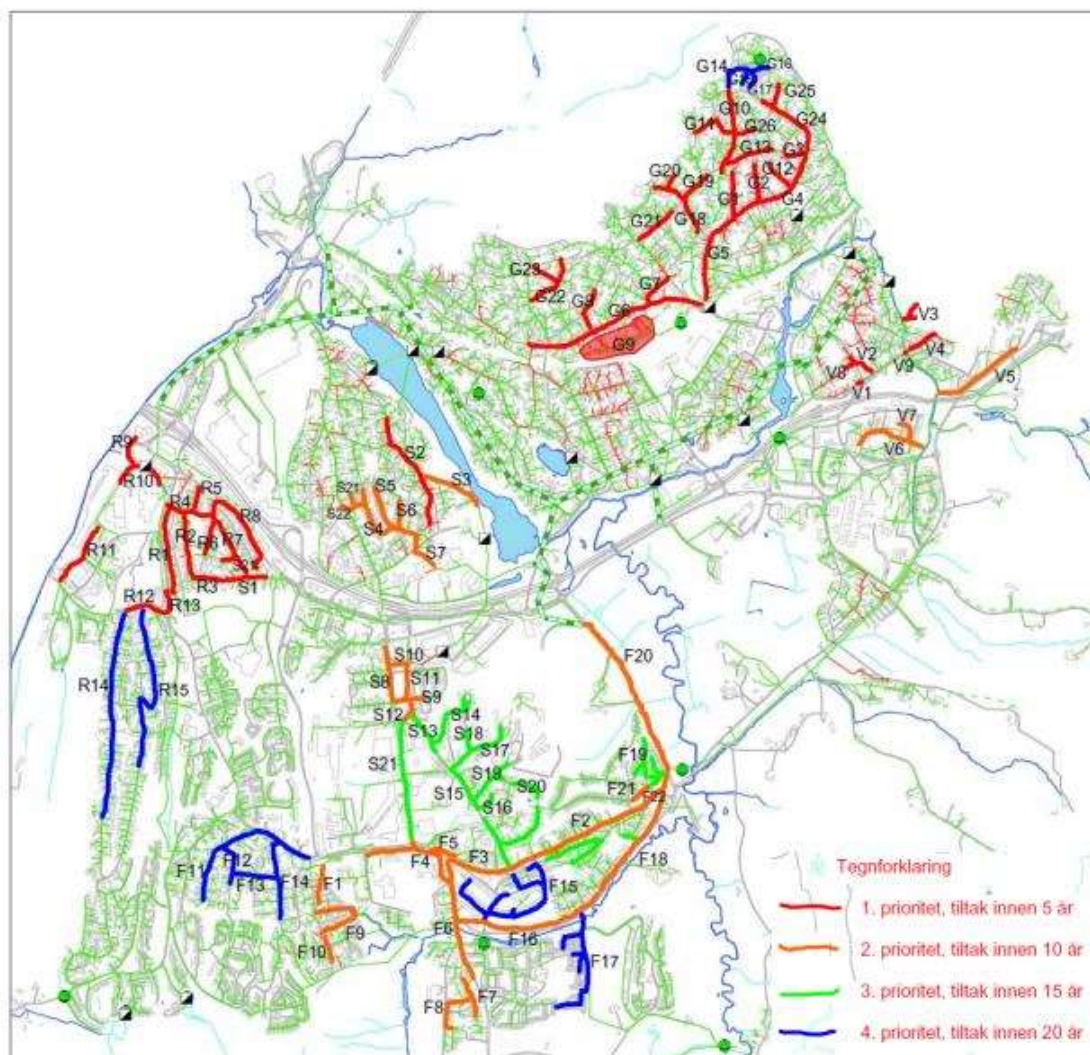 G14
G16
G17
G25
G10
G24
G11
G26
G13
G3
G12
G20
G19
G2
G1
G4
G21
G18
G5
G23
G7
G22
G8
G6
G9
V3
V2
V4
V8
V9
V1
V5
V7
V6
R9
R10
S2
S3
S21
S5
S22
S6
S4
S7
R5
R4
R8
R2
R7
R6
R1
R11
R3
S1
R12
R13
R14
R15
S10
S11
S8
S9
S12
S13
S14
S18
S17
S21
S19
S20
S15
S16
F20
F19
F21
F22
F2
F18
F5
F4
F3
F15
F11
F12
F13
F14
F1
F9
F10
F6
F16
F17
F7
F8
Tegnforklaring
1. prioritet, tiltak innen 5 år
2. prioritet, tiltak innen 10 år
3. prioritet, tiltak innen 15 år
4. prioritet, tiltak innen 20 år